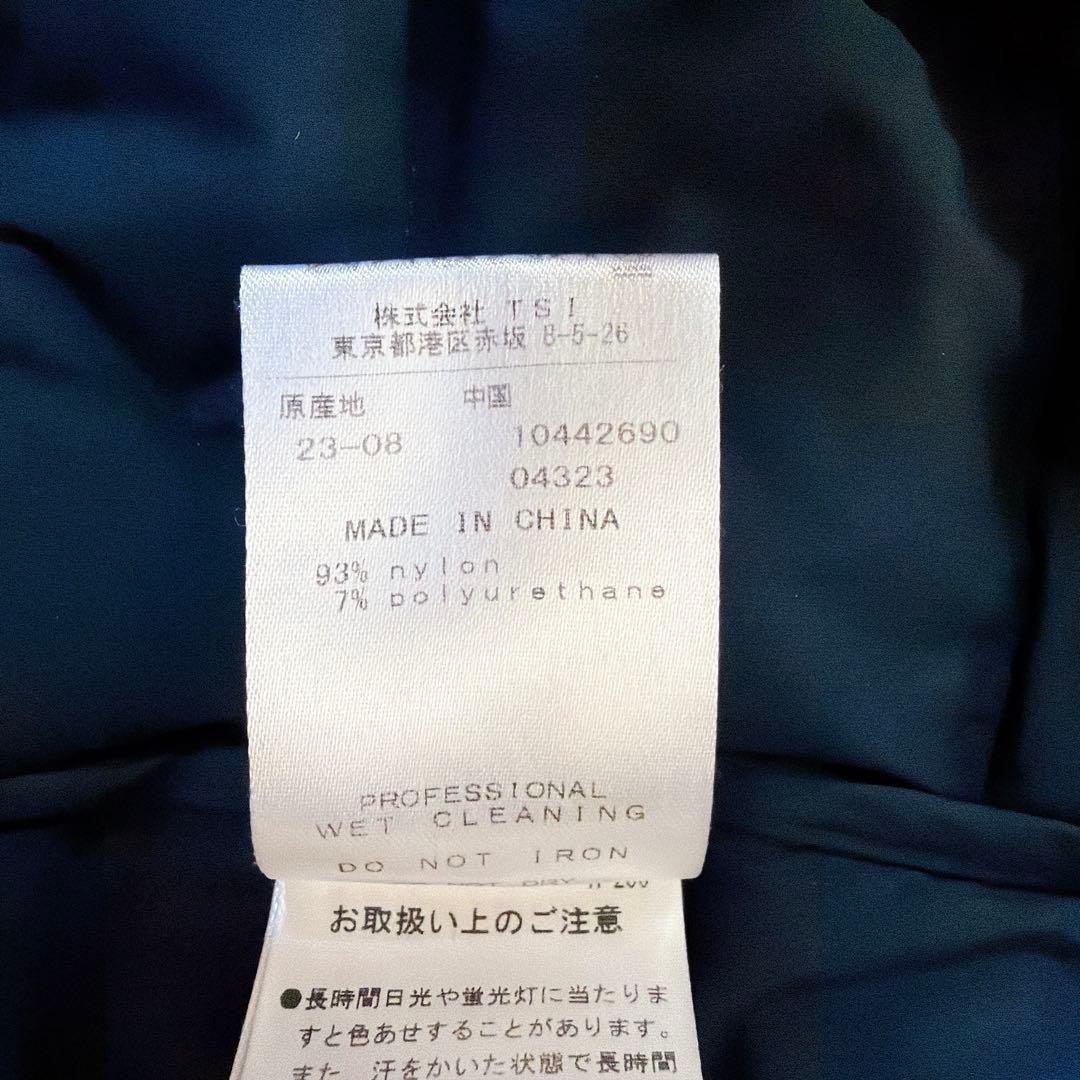 株式会社 TSI
東京都港区赤坂 8-5-26
原産地 中国
23-08 10442690
04323
MADE IN CHINA
93% nylon
7% polyurethane
PROFESSIONAL
WET CLEANING
DO NOT IRON
お取扱い上のご注意
●長時間日光や蛍光灯に当たりま
すと色あせすることがあります。
また 汗をかいた状態で長時間